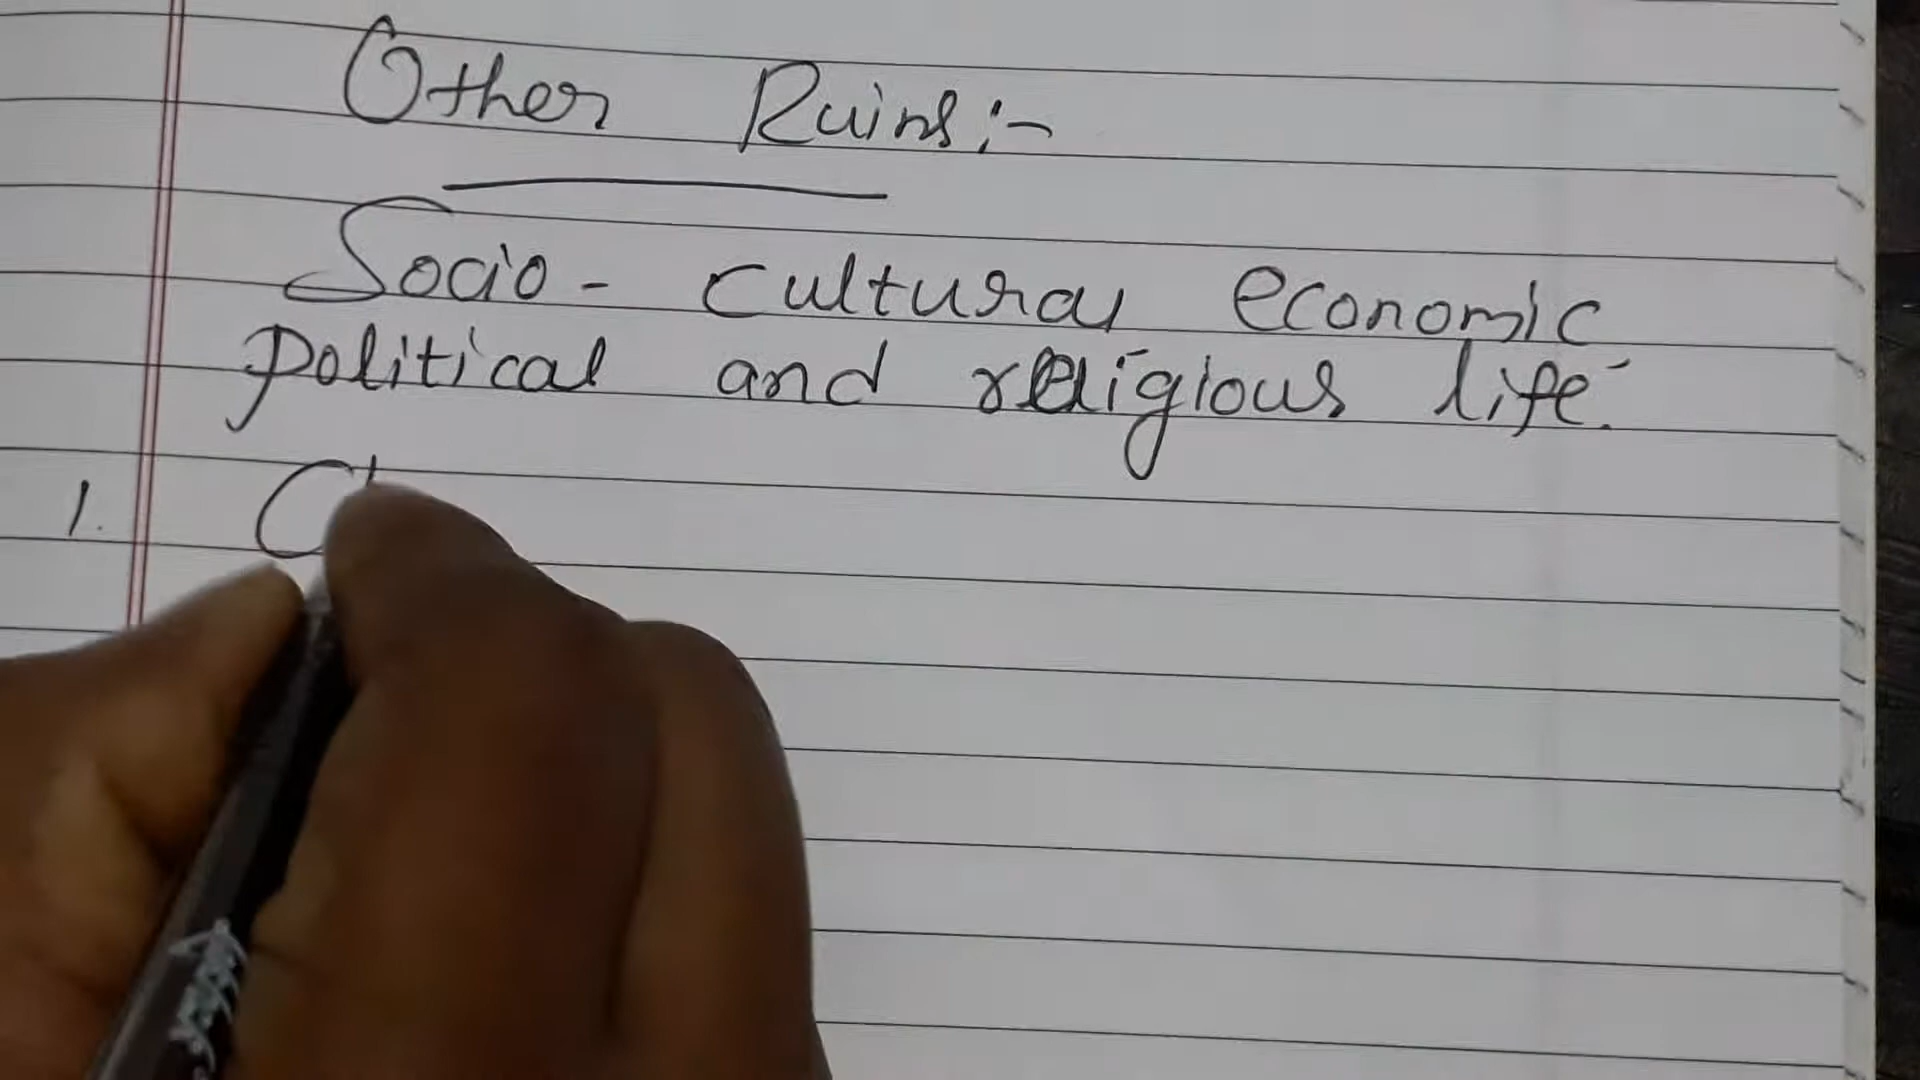 Other Ruins:-
Socio - cultural economic
political and religious life.
1. C